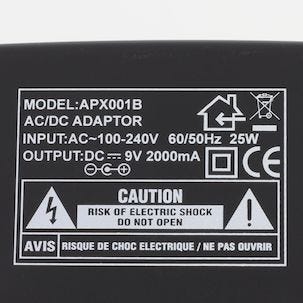 MODEL:APX001B
AC/DC ADAPTOR
INPUT:AC~100-240V 60/50Hz 25W
OUTPUT:DC⎓9V 2000mA
CE
CAUTION
RISK OF ELECTRIC SHOCK
DO NOT OPEN
AVIS RISQUE DE CHOC ELECTRIQUE / NE PAS OUVRIR